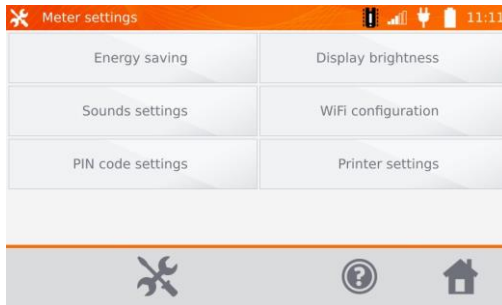 Meter settings 11:11
Energy saving Display brightness
Sounds settings WiFi configuration
PIN code settings Printer settings